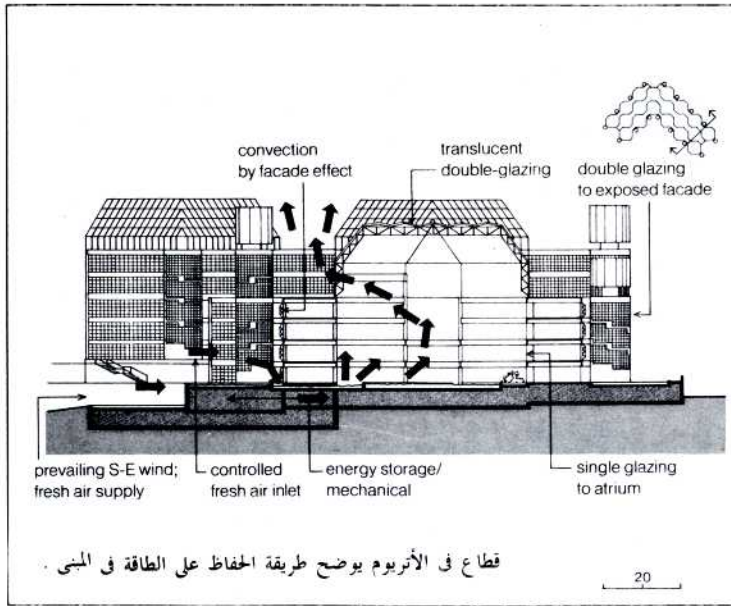 convection
by facade effect
translucent
double-glazing
double glazing
to exposed facade
prevailing S-E wind;
fresh air supply
controlled
fresh air inlet
energy storage/
mechanical
single glazing
to atrium
قطاع فى الأتريوم يوضح طريقة الحفاظ على الطاقة فى المبنى .
20